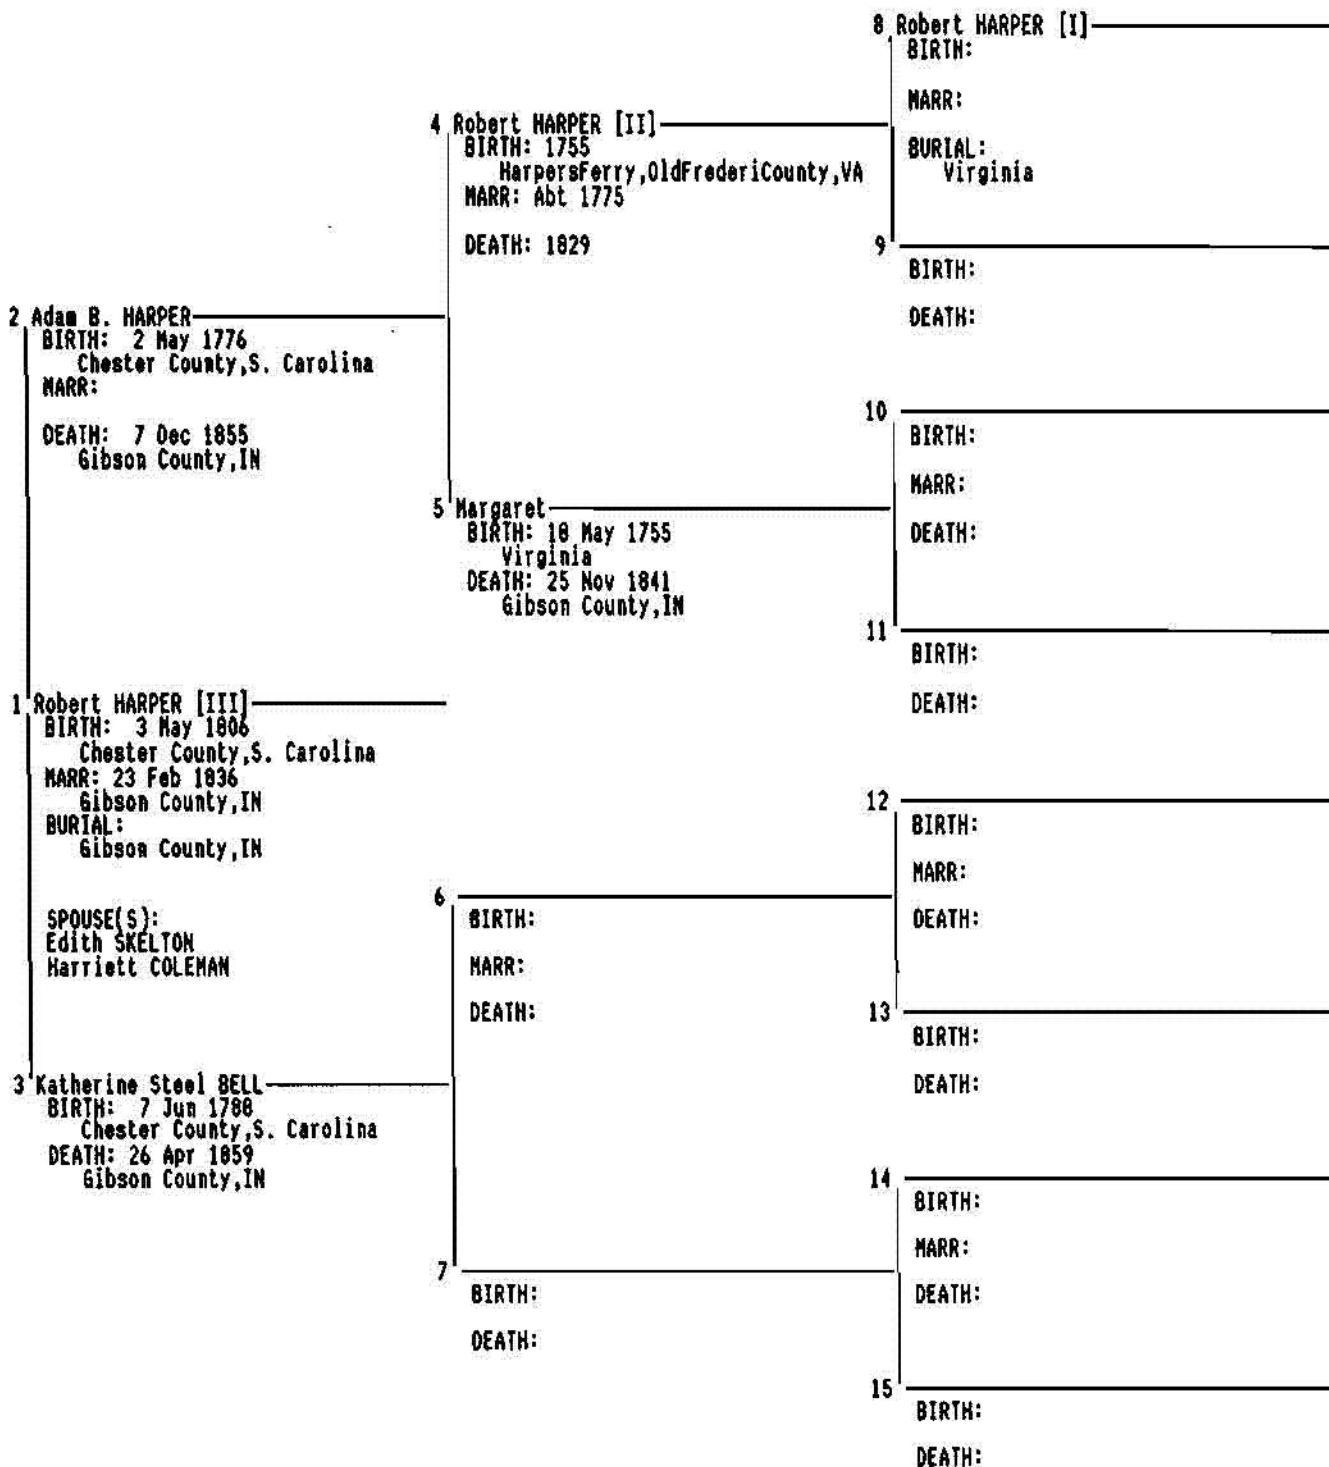 2 Adam B. HARPER
BIRTH: 2 May 1776
Chester County,S. Carolina
MARR:
DEATH: 7 Dec 1855
Gibson County,IN
1 Robert HARPER [III]
BIRTH: 3 May 1806
Chester County,S. Carolina
MARR: 23 Feb 1836
Gibson County,IN
BURIAL:
Gibson County,IN
SPOUSE(S):
Edith SKELTON
Harriett COLEMAN
3 Katherine Steel BELL
BIRTH: 7 Jun 1788
Chester County,S. Carolina
DEATH: 26 Apr 1859
Gibson County,IN
4 Robert HARPER [II]
BIRTH: 1755
HarpersFerry,OldFrederiCounty,VA
MARR: Abt 1775
DEATH: 1829
5 Margaret
BIRTH: 18 May 1755
Virginia
DEATH: 25 Nov 1841
Gibson County,IN
6
BIRTH:
MARR:
DEATH:
7
BIRTH:
DEATH:
8 Robert HARPER [I]
BIRTH:
MARR:
BURIAL:
Virginia
9
BIRTH:
DEATH:
10
BIRTH:
MARR:
DEATH:
11
BIRTH:
DEATH:
12
BIRTH:
MARR:
DEATH:
13
BIRTH:
DEATH:
14
BIRTH:
MARR:
DEATH:
15
BIRTH:
DEATH: